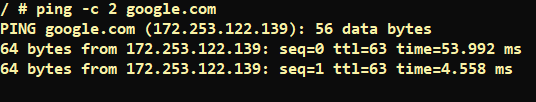 / # ping -c 2 google.com
PING google.com (172.253.122.139): 56 data bytes
64 bytes from 172.253.122.139: seq=0 ttl=63 time=53.992 ms
64 bytes from 172.253.122.139: seq=1 ttl=63 time=4.558 ms